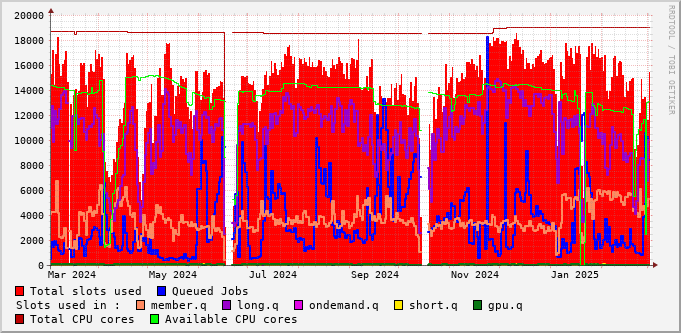 20000
18000
16000
14000
12000
10000
8000
6000
4000
2000
0
Mar 2024 May 2024 Jul 2024 Sep 2024 Nov 2024 Jan 2025
RRDTOOL / TOBI OETIKER
Total slots used Queued Jobs
Slots used in : member.q long.q ondemand.q short.q gpu.q
Total CPU cores Available CPU cores